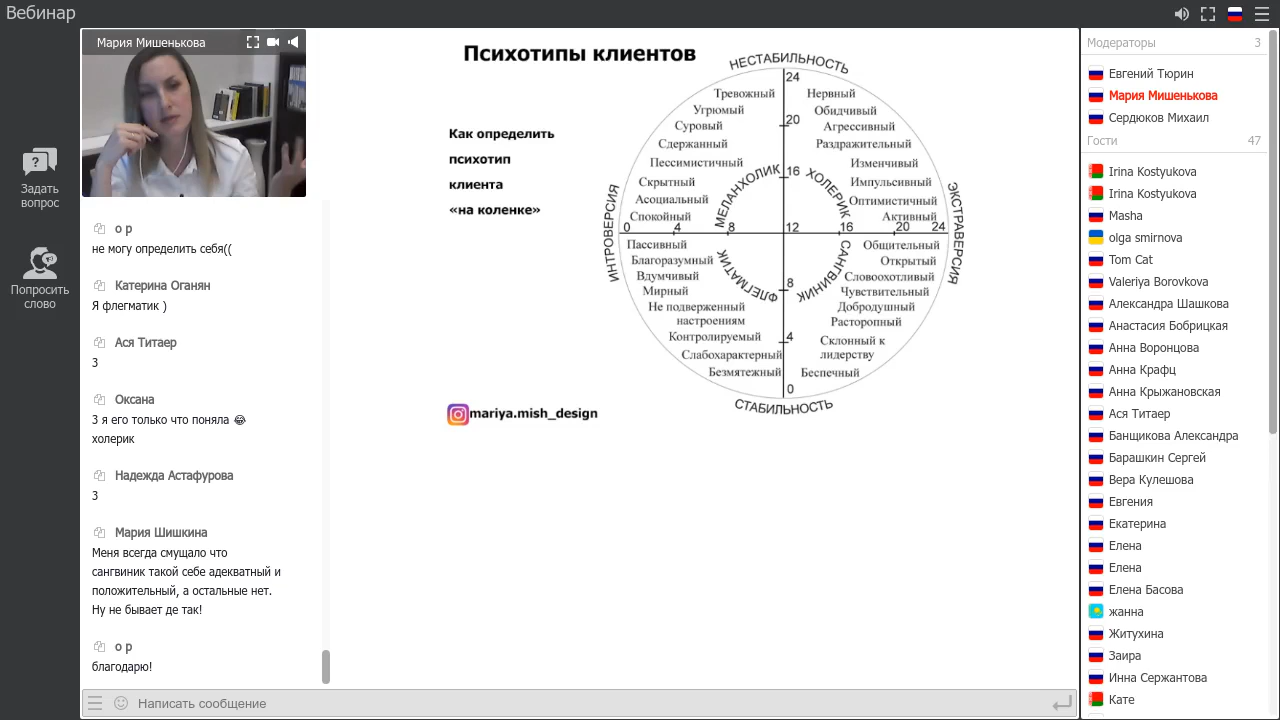 Вебинар
Мария Мишенькова
Задать
вопрос
Попросить
слово
о р
не могу определить себя((
Катерина Оганян
Я флегматик )
Ася Титаер
3
Оксана
3 я его только что поняла 😂
холерик
Надежда Астафурова
3
Мария Шишкина
Меня всегда смущало что
сангвиник такой себе адекватный и
положительный, а остальные нет.
Ну не бывает де так!
о р
благодарю!
Написать сообщение
Психотипы клиентов
Как определить
психотип
клиента
«на коленке»
mariya.mish_design
НЕСТАБИЛЬНОСТЬ
ИНТРОВЕРСИЯ
ЭКСТРАВЕРСИЯ
СТАБИЛЬНОСТЬ
МЕЛАНХОЛИК
ХОЛЕРИК
ФЛЕГМАТИК
САНГВИНИК
24
20
16
0 4 8 12 16 20 24
8
4
0
Тревожный
Угрюмый
Суровый
Сдержанный
Пессимистичный
Скрытный
Асоциальный
Спокойный
Нервный
Обидчивый
Агрессивный
Раздражительный
Изменчивый
Импульсивный
Оптимистичный
Активный
Пассивный
Благоразумный
Вдумчивый
Мирный
Не подверженный
настроениям
Контролируемый
Слабохарактерный
Безмятежный
Общительный
Открытый
Словоохотливый
Чувствительный
Добродушный
Расторопный
Склонный к
лидерству
Беспечный
Модераторы 3
Евгений Тюрин
Мария Мишенькова
Сердюков Михаил
Гости 47
Irina Kostyukova
Irina Kostyukova
Masha
olga smirnova
Tom Cat
Valeriya Borovkova
Александра Шашкова
Анастасия Бобрицкая
Анна Воронцова
Анна Крафц
Анна Крыжановская
Ася Титаер
Банщикова Александра
Барашкин Сергей
Вера Кулешова
Евгения
Екатерина
Елена
Елена
Елена Басова
жанна
Житухина
Заира
Инна Сержантова
Кате